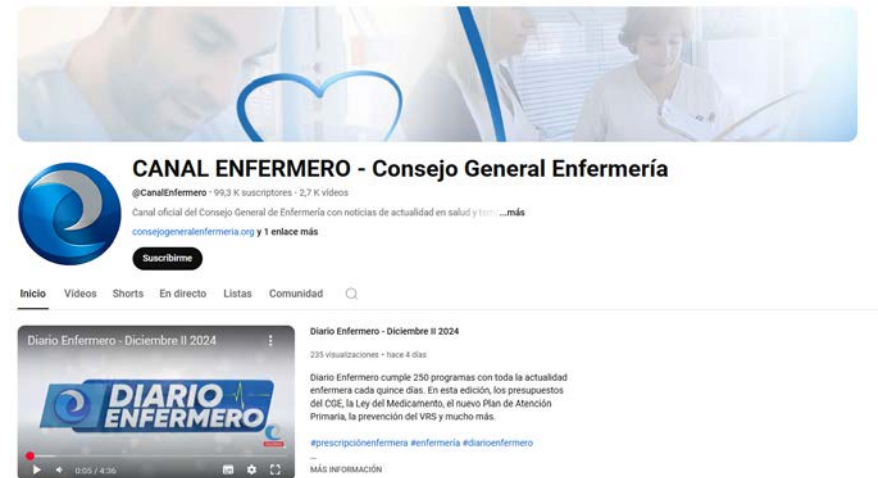 CANAL ENFERMERO - Consejo General Enfermería
@CanalEnfermero · 99,3 K suscriptores · 2,7 K vídeos
Canal oficial del Consejo General de Enfermería con noticias de actualidad en salud y ...más
consejogeneralenfermeria.org y 1 enlace más
Suscribirme
Inicio Vídeos Shorts En directo Listas Comunidad
Diario Enfermero - Diciembre II 2024
DIARIO
ENFERMERO
0:05 / 4:36
Diario Enfermero - Diciembre II 2024
235 visualizaciones • hace 4 días
Diario Enfermero cumple 250 programas con toda la actualidad
enfermera cada quince días. En esta edición, los presupuestos
del CGE, la Ley del Medicamento, el nuevo Plan de Atención
Primaria, la prevención del VRS y mucho más.
#prescripciónenfermera #enfermería #diarioenfermero
...
MÁS INFORMACIÓN